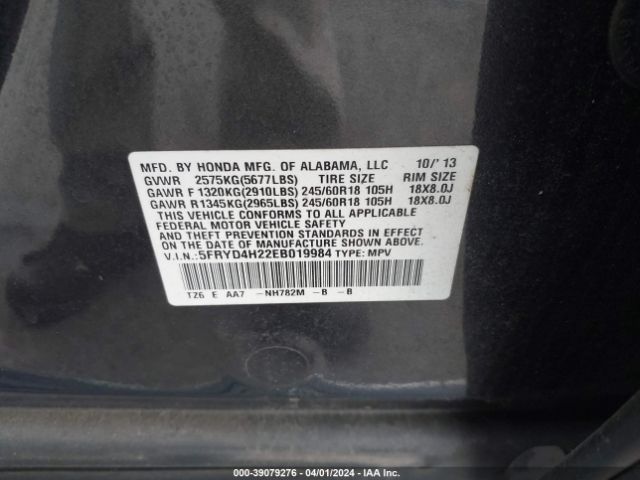 MFD. BY HONDA MFG. OF ALABAMA, LLC 10/'13
GVWR 2575KG(5677LBS) TIRE SIZE RIM SIZE
GAWR F 1320KG(2910LBS) 245/60R18 105H 18X8.0J
GAWR R1345KG(2965LBS) 245/60R18 105H 18X8.0J
THIS VEHICLE CONFORMS TO ALL APPLICABLE
FEDERAL MOTOR VEHICLE SAFETY AND
THEFT PREVENTION STANDARDS IN EFFECT
ON THE DATE OF MANUFACTURE SHOWN ABOVE.
V.I.N.: 5FRYD4H22EB019984 TYPE: MPV
TZ6 E AA7 -NH782M -B -B
000-39079276 - 04/01/2024 - IAA Inc.